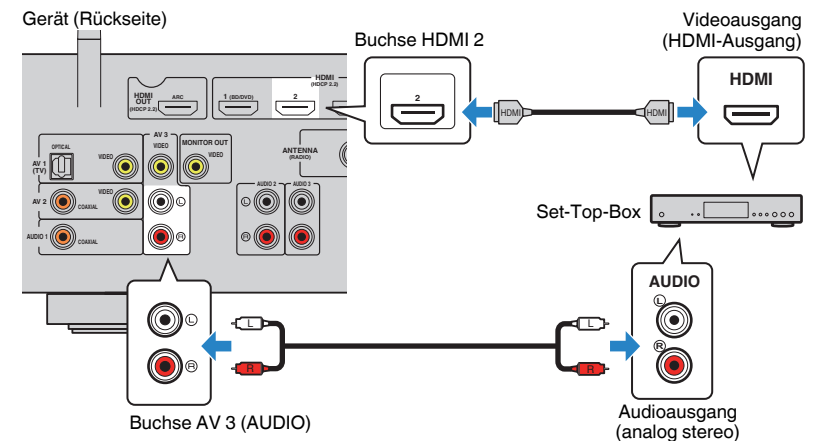 Gerät (Rückseite)
Videoausgang
(HDMI-Ausgang)
Buchse HDMI 2
HDMI
HDMI
(HDCP 2.2)
HDMI
OUT
(HDCP 2.2)
ARC
1 (BD/DVD)
2
2
HDMI
HDMI
AV 3
VIDEO
MONITOR OUT
VIDEO
OPTICAL
VIDEO
AV 1
(TV)
ANTENNA
(RADIO)
AV 2
COAXIAL
VIDEO
L
AUDIO 2
AUDIO 3
L
AUDIO 1
COAXIAL
R
R
Set-Top-Box
AUDIO
L
R
L
R
L
R
L
R
Buchse AV 3 (AUDIO)
Audioausgang
(analog stereo)